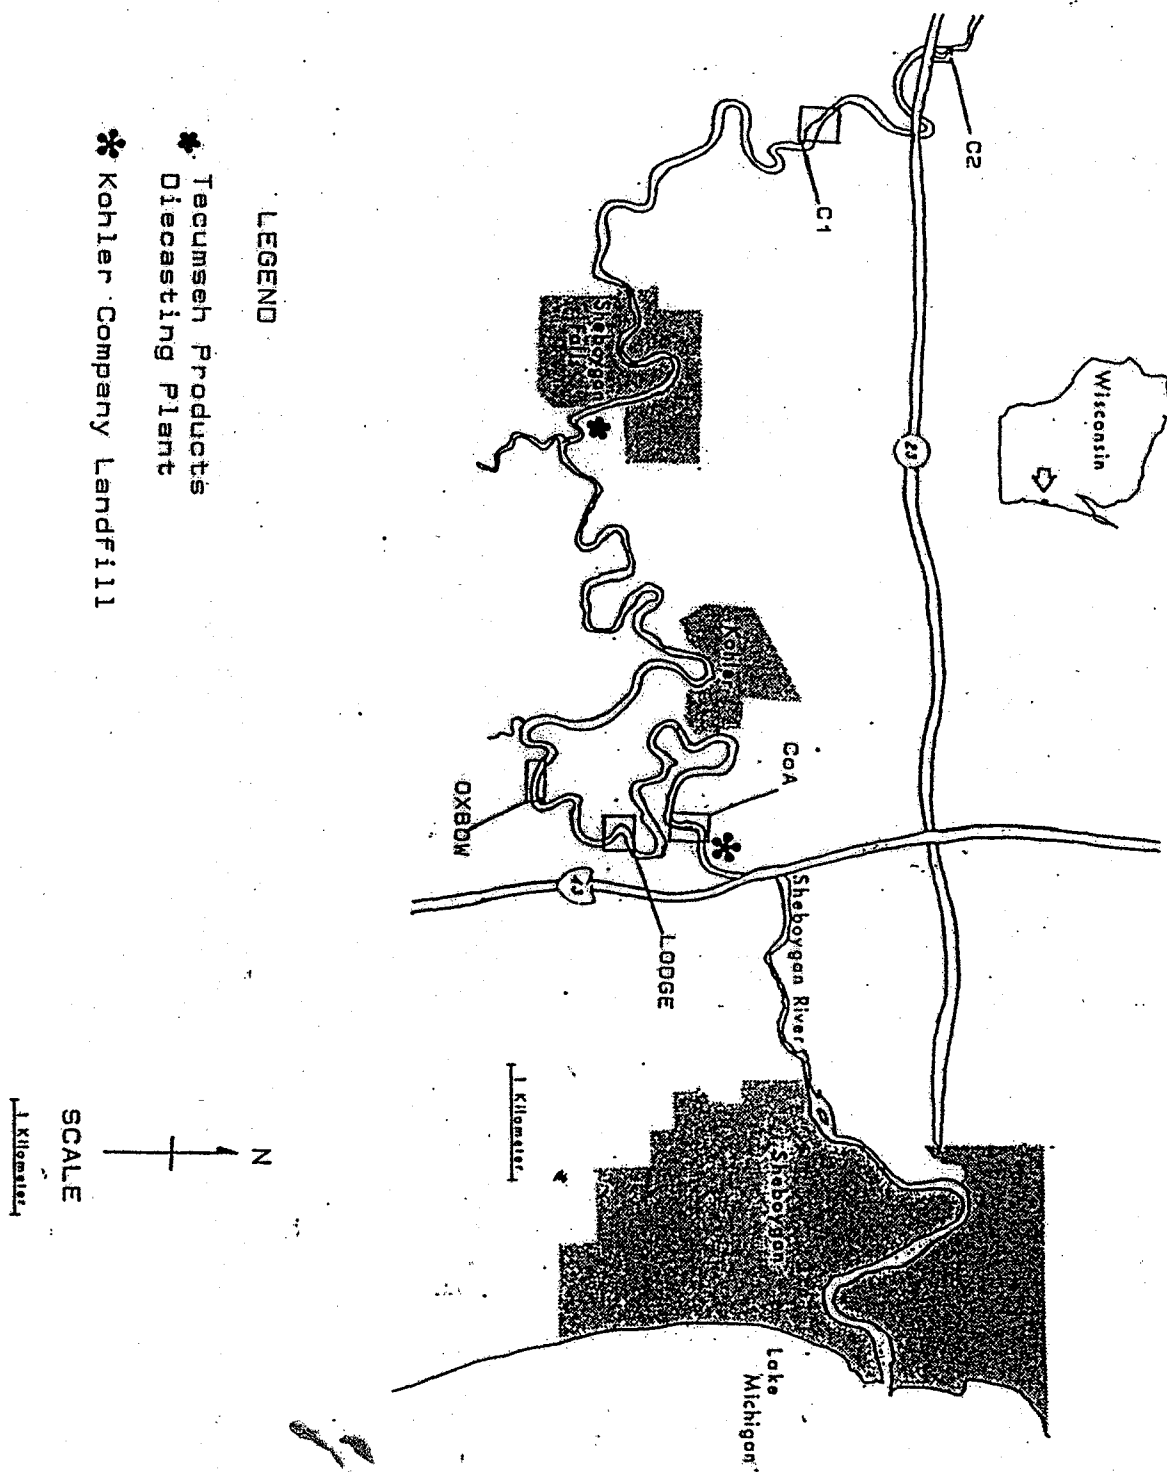 Wisconsin
C2
23
C1
Sheboygan
Falls
Kohler
CoA
OXBOW
LODGE
43
Sheboygan River
Sheboygan
Lake
Michigan
1 Kilometer
LEGEND
Tecumseh Products
Diecasting Plant
Kohler Company Landfill
N
SCALE
1 Kilometer